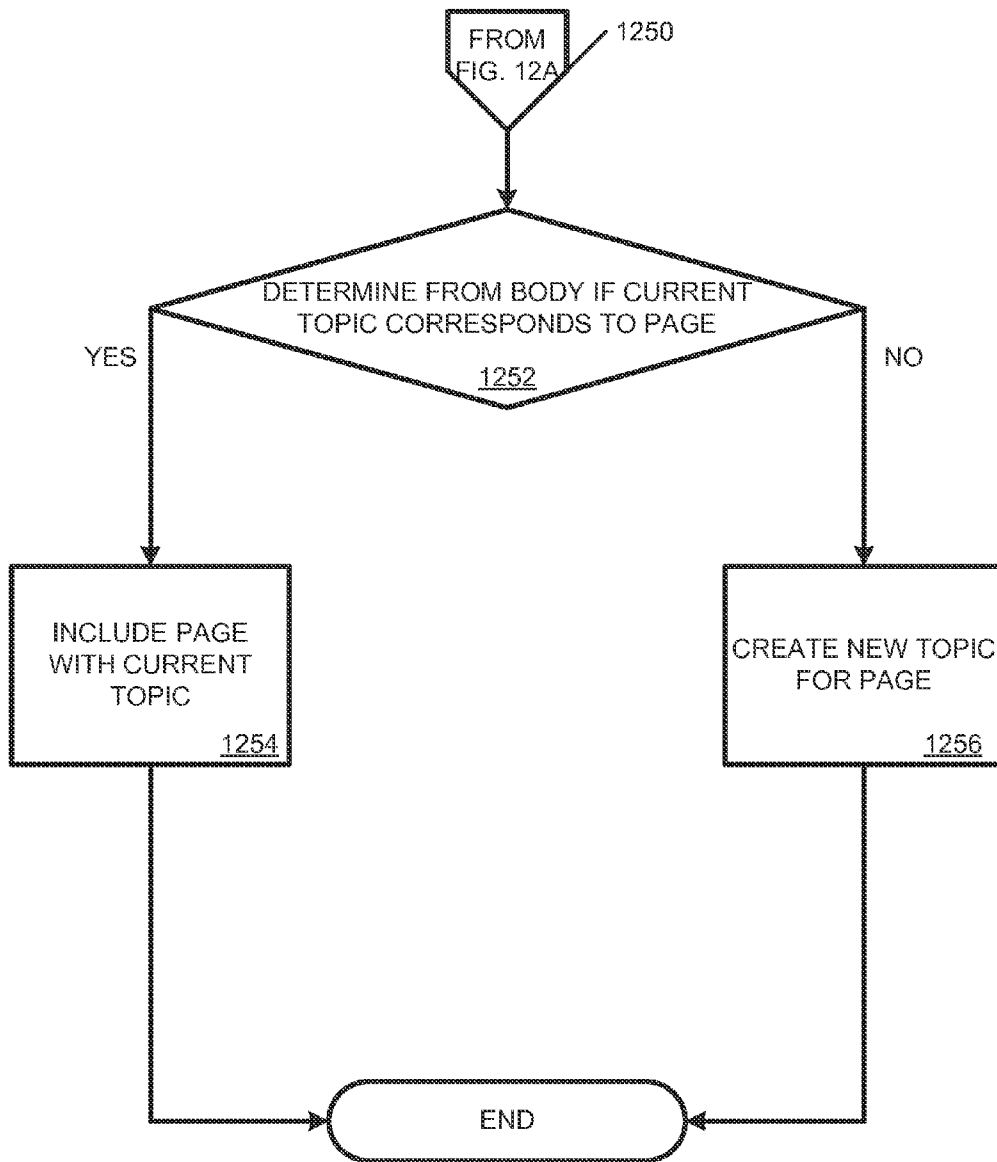 FROM
FIG. 12A
1250
DETERMINE FROM BODY IF CURRENT
TOPIC CORRESPONDS TO PAGE
1252
YES
NO
INCLUDE PAGE
WITH CURRENT
TOPIC
1254
CREATE NEW TOPIC
FOR PAGE
1256
END